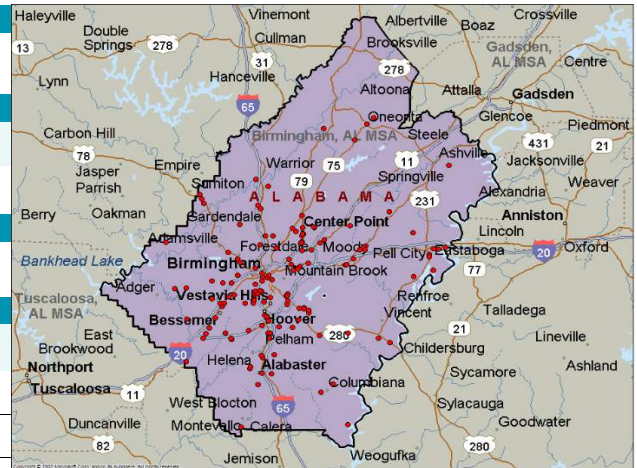 Haleyville
Vinemont
Crossville
Double Springs
278
Cullman
Albertville
Boaz
Brooksville
13
31
Gadsden, AL MSA
Centre
Hanceville
278
Lynn
Altoona
Attalla
65
Gadsden
Oneonta
Glencoe
Carbon Hill
Birmingham, AL MSA
Steele
Piedmont
78
Empire
Warrior
75
11
Ashville
431
21
Jasper
Jacksonville
Parrish
Sumiton
79
Springville
Weaver
ALABAMA
231
Alexandria
Berry
Oakman
Gardendale
Center Point
Anniston
Adamsville
Forestdale
Moody
Lincoln
Pell City
Eastaboga
20
Oxford
Bankhead Lake
Birmingham
Mountain Brook
77
Adger
Vestavia Hills
Renfroe
Tuscaloosa, AL MSA
Vincent
Talladega
Bessemer
Hoover
East Brookwood
280
21
Pelham
Childersburg
Lineville
20
Helena
Northport
Alabaster
Sycamore
Ashland
Tuscaloosa
11
Columbiana
West Blocton
65
Sylacauga
Duncanville
Montevallo
Calera
Goodwater
82
Jemison
Weogufka
280